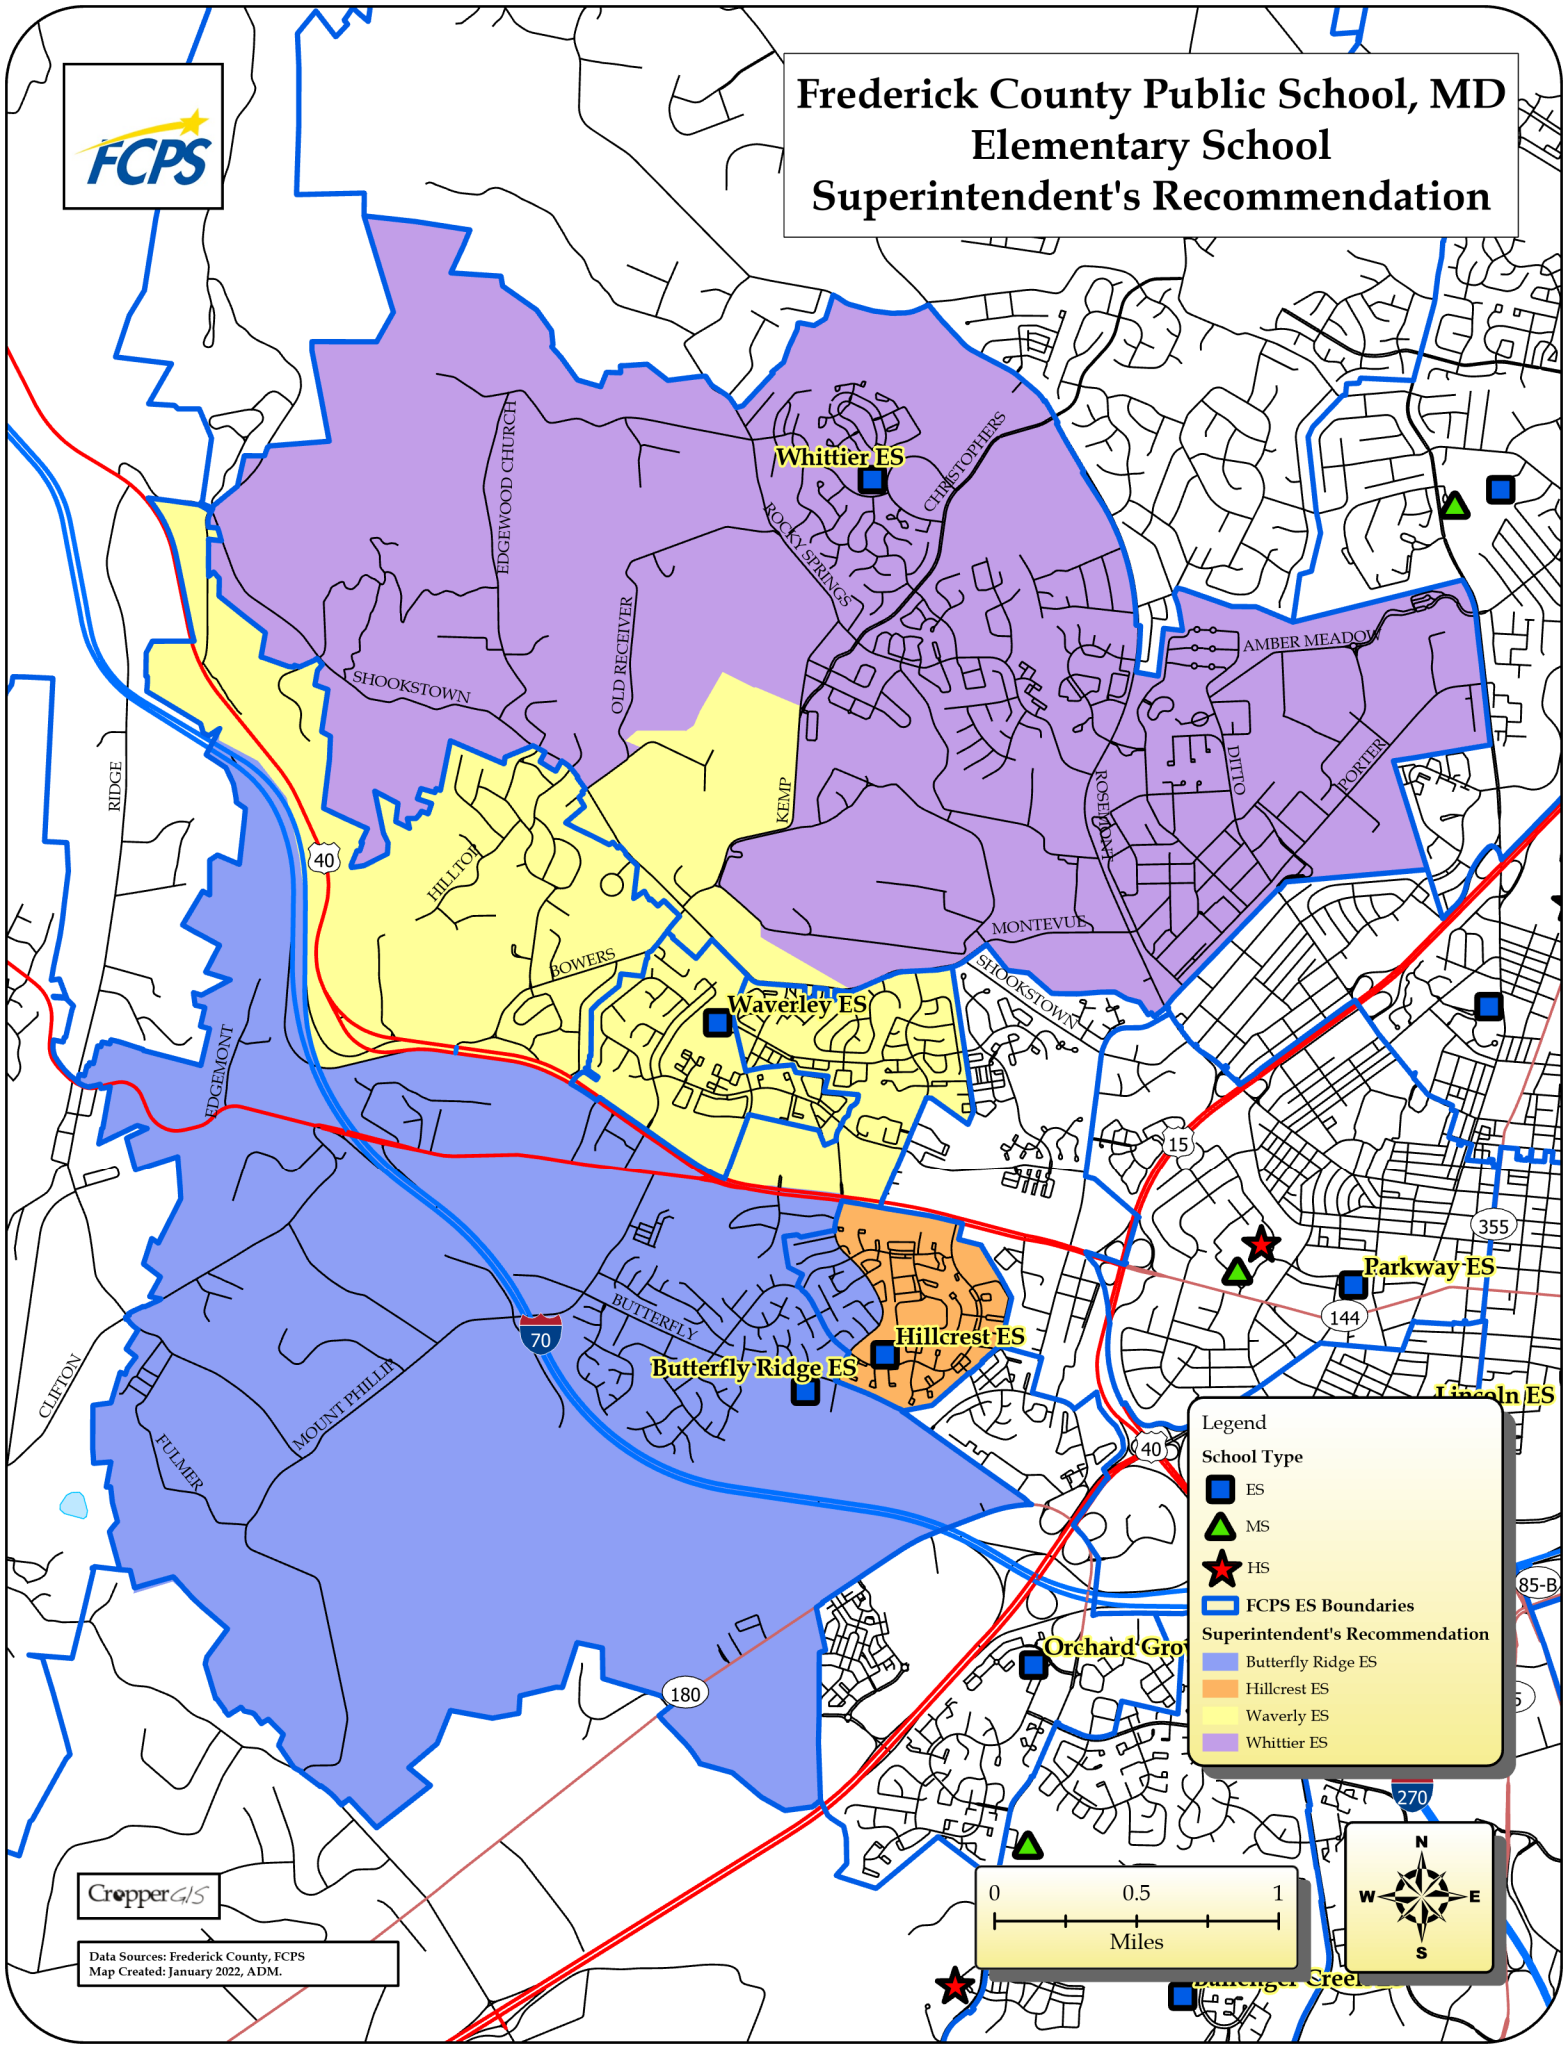 FCPS
Frederick County Public School, MD
Elementary School
Superintendent's Recommendation
EDGEWOOD CHURCH
CHRISTOPHERS
Whittier ES
ROCKY SPRINGS
OLD RECEIVER
SHOOKSTOWN
AMBER MEADOW
DITTO
PORTER
ROSEMONT
KEMP
RIDGE
40
HILLTOP
BOWERS
MONTEVUE
SHOOKSTOWN
Waverley ES
EDGEMONT
15
355
Parkway ES
144
BUTTERFLY
70
Hillcrest ES
Butterfly Ridge ES
CLIFTON
MOUNT PHILLIP
FULMER
Lincoln ES
40
Legend
School Type
ES
MS
HS
FCPS ES Boundaries
Superintendent's Recommendation
Butterfly Ridge ES
Hillcrest ES
Waverly ES
Whittier ES
85-B
Orchard Gro
180
5
270
N
W E
S
0 0.5 1
Miles
CropperGIS
Data Sources: Frederick County, FCPS
Map Created: January 2022, ADM.